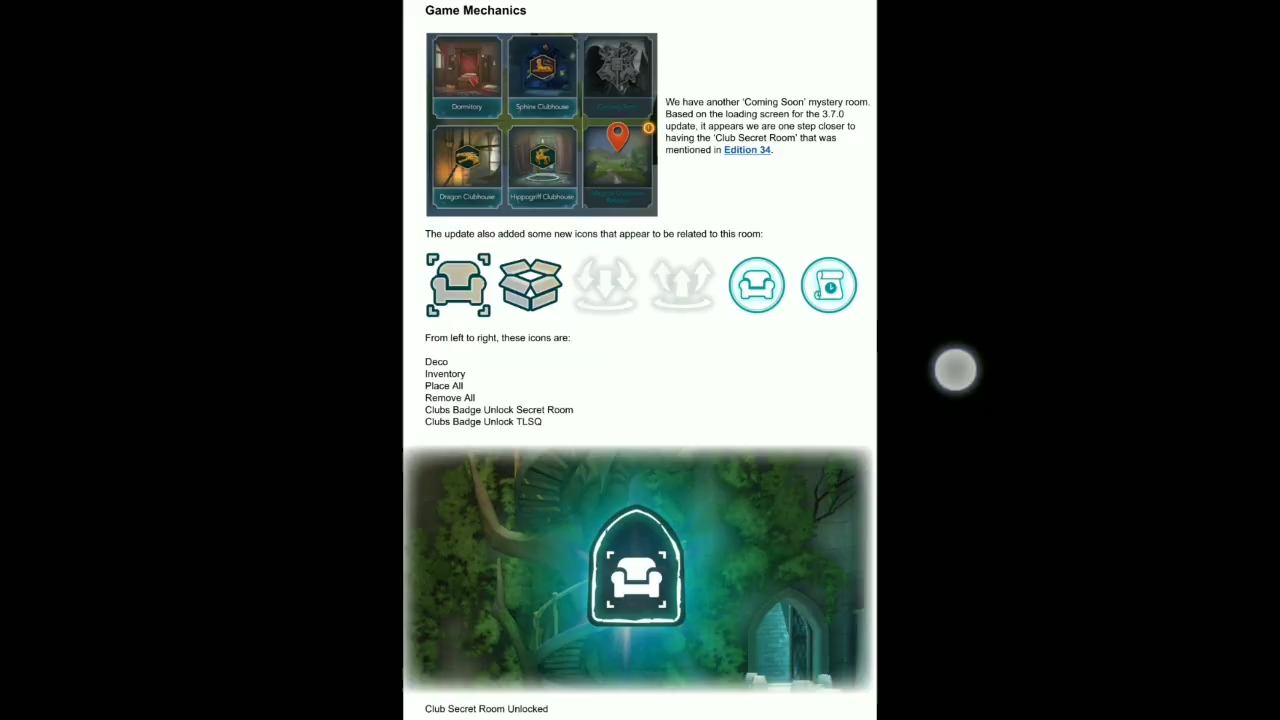 Game Mechanics
Dormitory
Sphinx Clubhouse
Dragon Clubhouse
Hippogriff Clubhouse
We have another 'Coming Soon' mystery room.
Based on the loading screen for the 3.7.0
update, it appears we are one step closer to
having the 'Club Secret Room' that was
mentioned in Edition 34.
The update also added some new icons that appear to be related to this room:
From left to right, these icons are:
Deco
Inventory
Place All
Remove All
Clubs Badge Unlock Secret Room
Clubs Badge Unlock TLSQ
Club Secret Room Unlocked